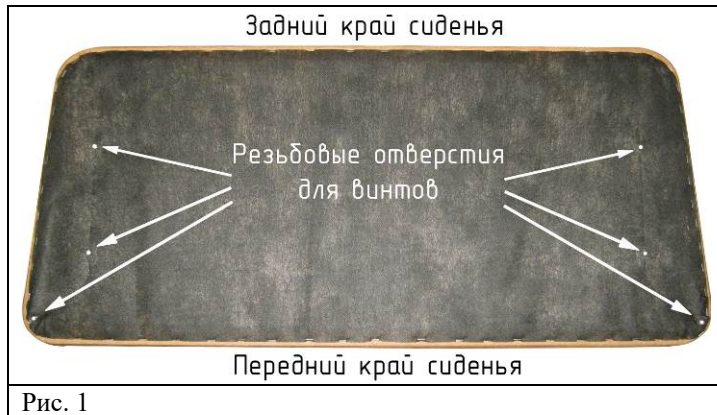 Задний край сиденья
Резьбовые отверстия
для винтов
Передний край сиденья
Рис. 1